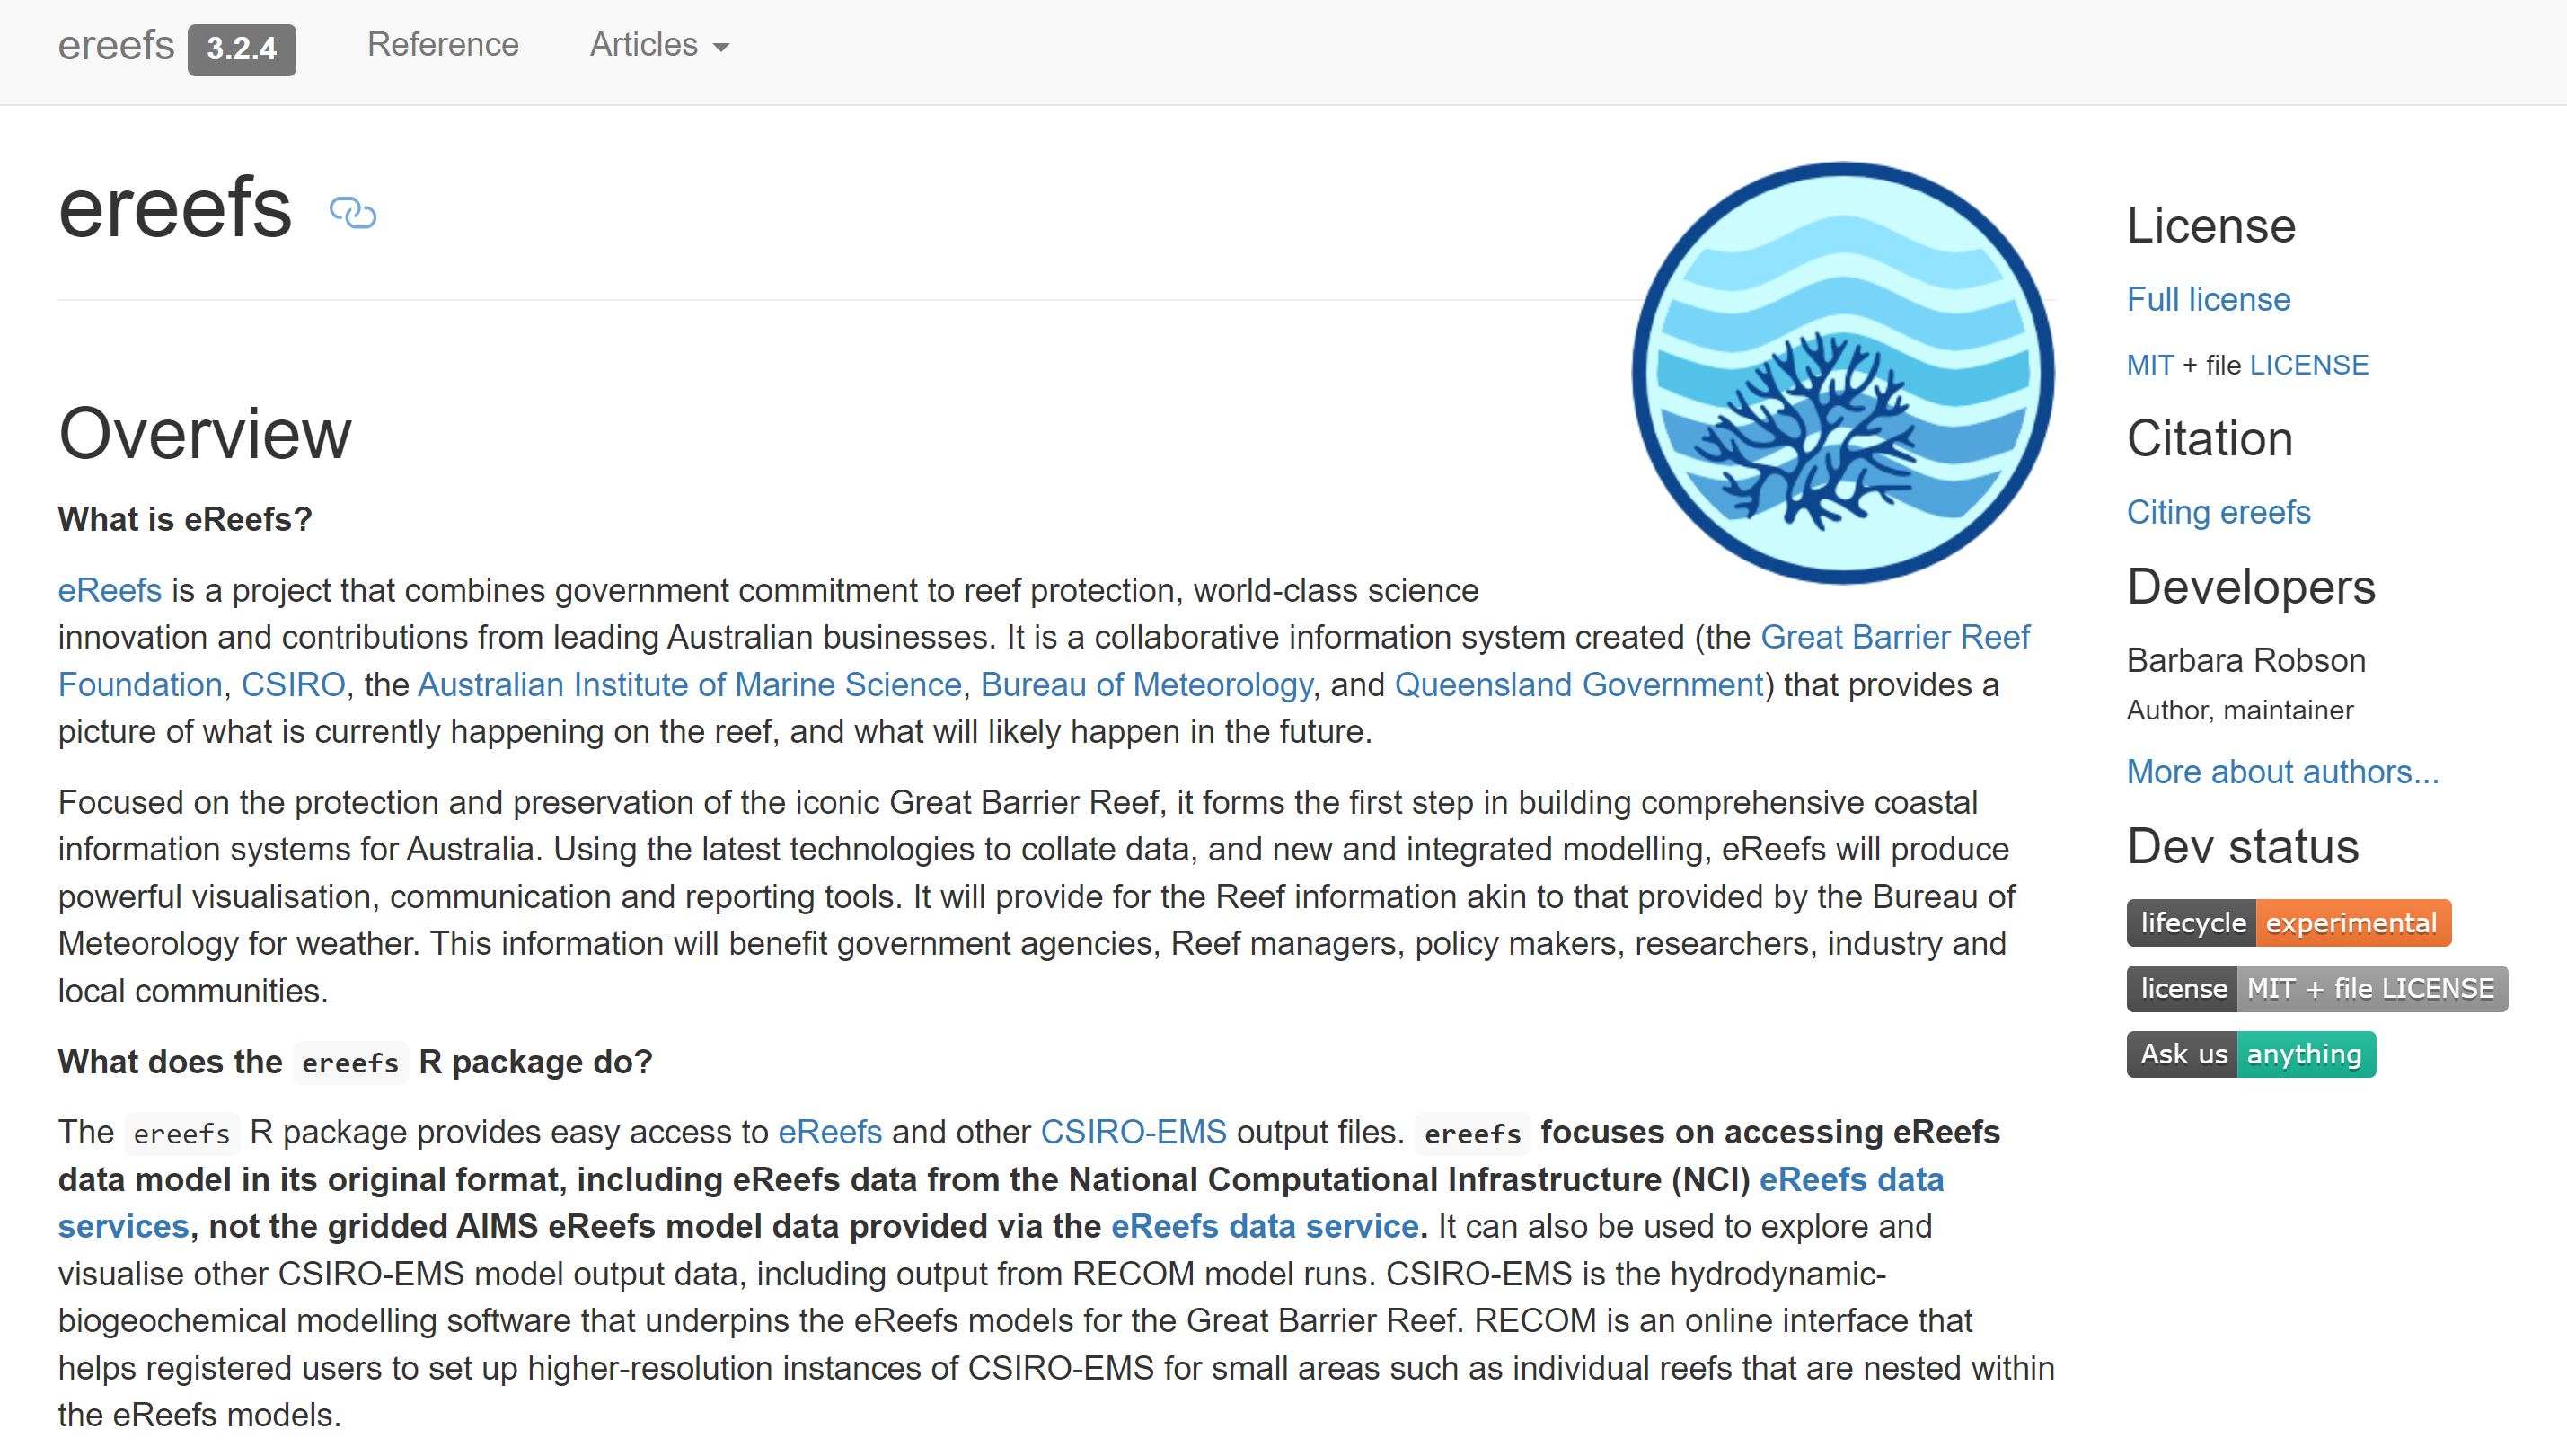 ereefs 3.2.4 Reference Articles
ereefs
Overview
What is eReefs?
eReefs is a project that combines government commitment to reef protection, world-class science
innovation and contributions from leading Australian businesses. It is a collaborative information system created (the Great Barrier Reef
Foundation, CSIRO, the Australian Institute of Marine Science, Bureau of Meteorology, and Queensland Government) that provides a
picture of what is currently happening on the reef, and what will likely happen in the future.
Focused on the protection and preservation of the iconic Great Barrier Reef, it forms the first step in building comprehensive coastal
information systems for Australia. Using the latest technologies to collate data, and new and integrated modelling, eReefs will produce
powerful visualisation, communication and reporting tools. It will provide for the Reef information akin to that provided by the Bureau of
Meteorology for weather. This information will benefit government agencies, Reef managers, policy makers, researchers, industry and
local communities.
What does the ereefs R package do?
The ereefs R package provides easy access to eReefs and other CSIRO-EMS output files. ereefs focuses on accessing eReefs
data model in its original format, including eReefs data from the National Computational Infrastructure (NCI) eReefs data
services, not the gridded AIMS eReefs model data provided via the eReefs data service. It can also be used to explore and
visualise other CSIRO-EMS model output data, including output from RECOM model runs. CSIRO-EMS is the hydrodynamic-
biogeochemical modelling software that underpins the eReefs models for the Great Barrier Reef. RECOM is an online interface that
helps registered users to set up higher-resolution instances of CSIRO-EMS for small areas such as individual reefs that are nested within
the eReefs models.
License
Full license
MIT + file LICENSE
Citation
Citing ereefs
Developers
Barbara Robson
Author, maintainer
More about authors...
Dev status
lifecycle experimental
license MIT + file LICENSE
Ask us anything